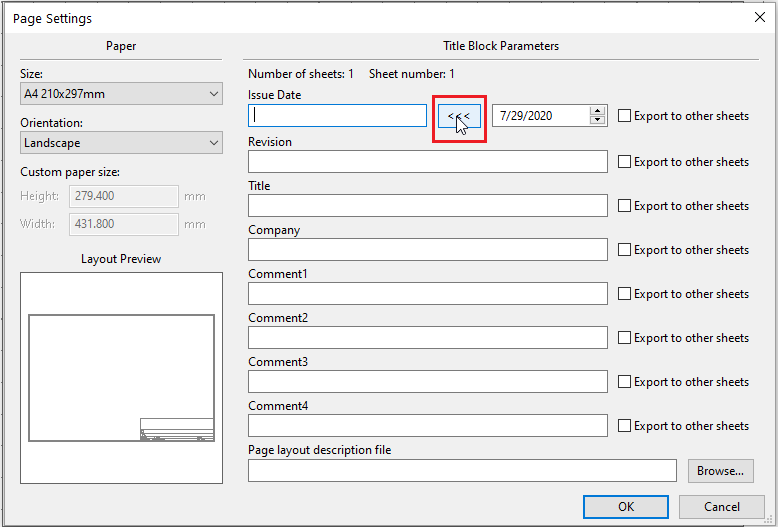 Page Settings
Paper
Size:
A4 210x297mm
Orientation:
Landscape
Custom paper size:
Height: 279.400 mm
Width: 431.800 mm
Layout Preview
Title Block Parameters
Number of sheets: 1 Sheet number: 1
Issue Date
<<< 7/29/2020 Export to other sheets
Revision
Export to other sheets
Title
Export to other sheets
Company
Export to other sheets
Comment1
Export to other sheets
Comment2
Export to other sheets
Comment3
Export to other sheets
Comment4
Export to other sheets
Page layout description file
Browse...
OK Cancel